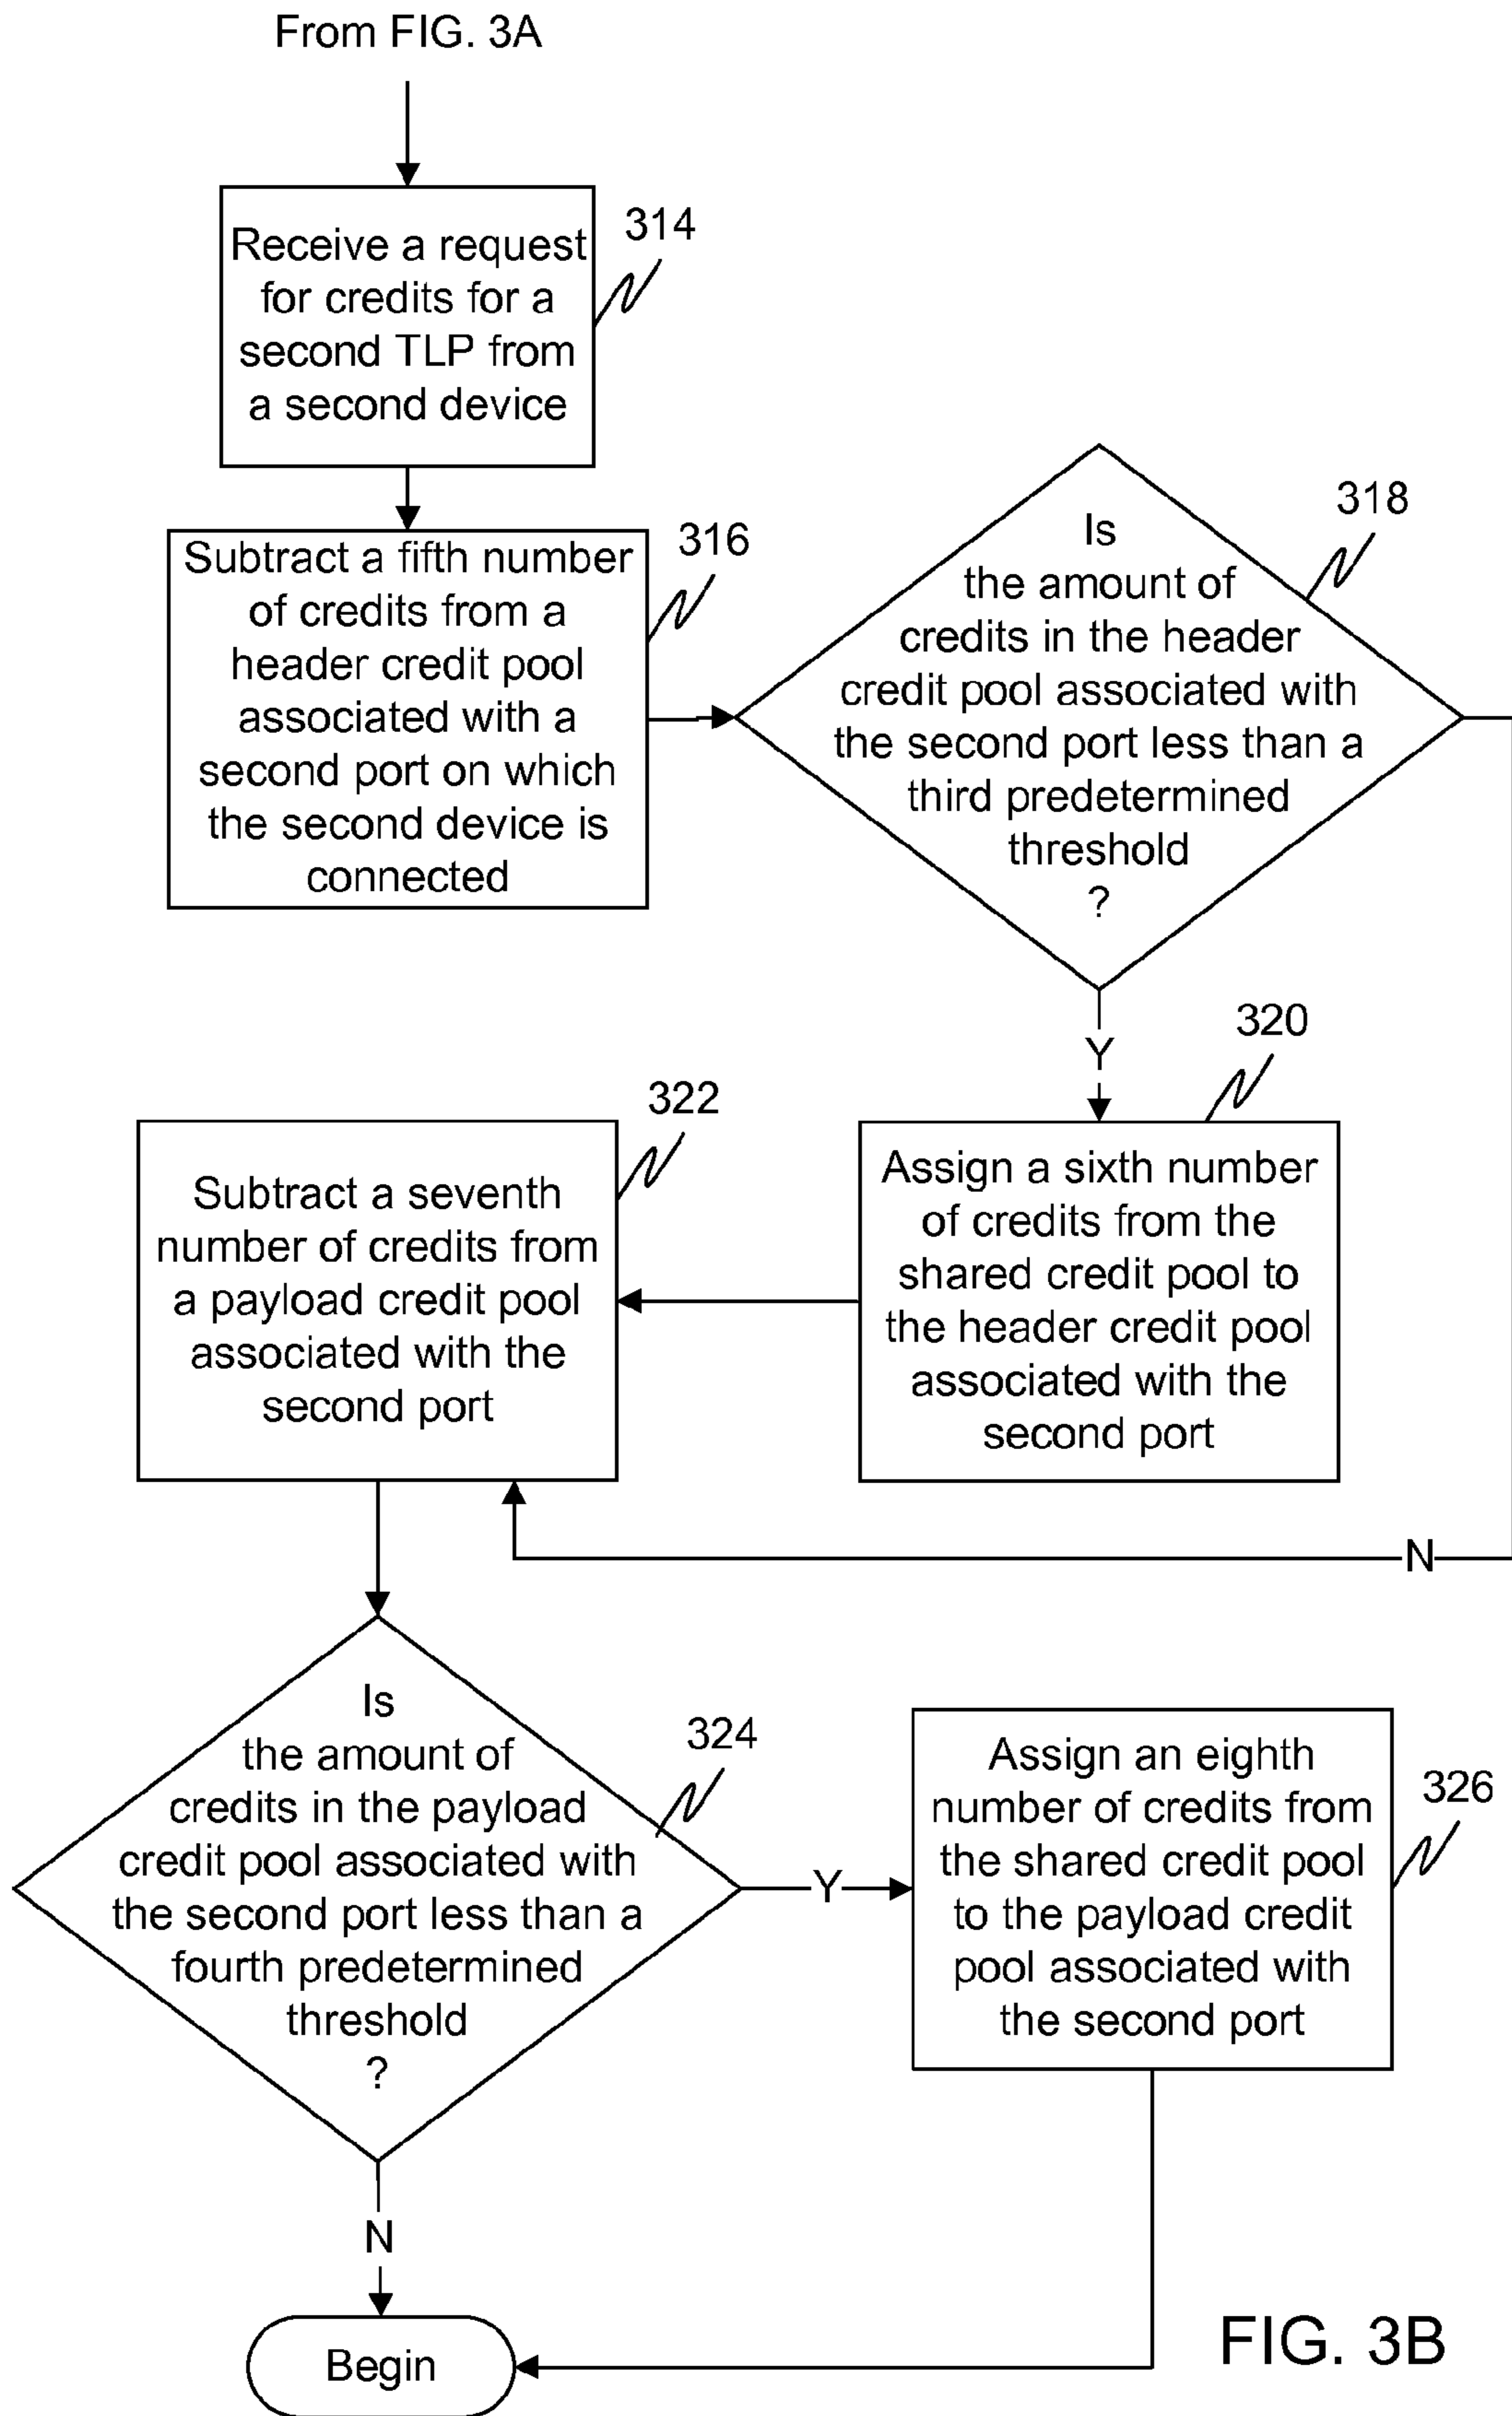 From FIG. 3A
Receive a request
for credits for a
second TLP from
a second device
314
Subtract a fifth number
of credits from a
header credit pool
associated with a
second port on which
the second device is
connected
316
Is
the amount of
credits in the header
credit pool associated with
the second port less than a
third predetermined
threshold
?
318
Y
320
Assign a sixth number
of credits from the
shared credit pool to
the header credit pool
associated with the
second port
322
Subtract a seventh
number of credits from
a payload credit pool
associated with the
second port
N
Is
the amount of
credits in the payload
credit pool associated with
the second port less than a
fourth predetermined
threshold
?
324
Y
Assign an eighth
number of credits from
the shared credit pool
to the payload credit
pool associated with
the second port
326
N
Begin
FIG. 3B